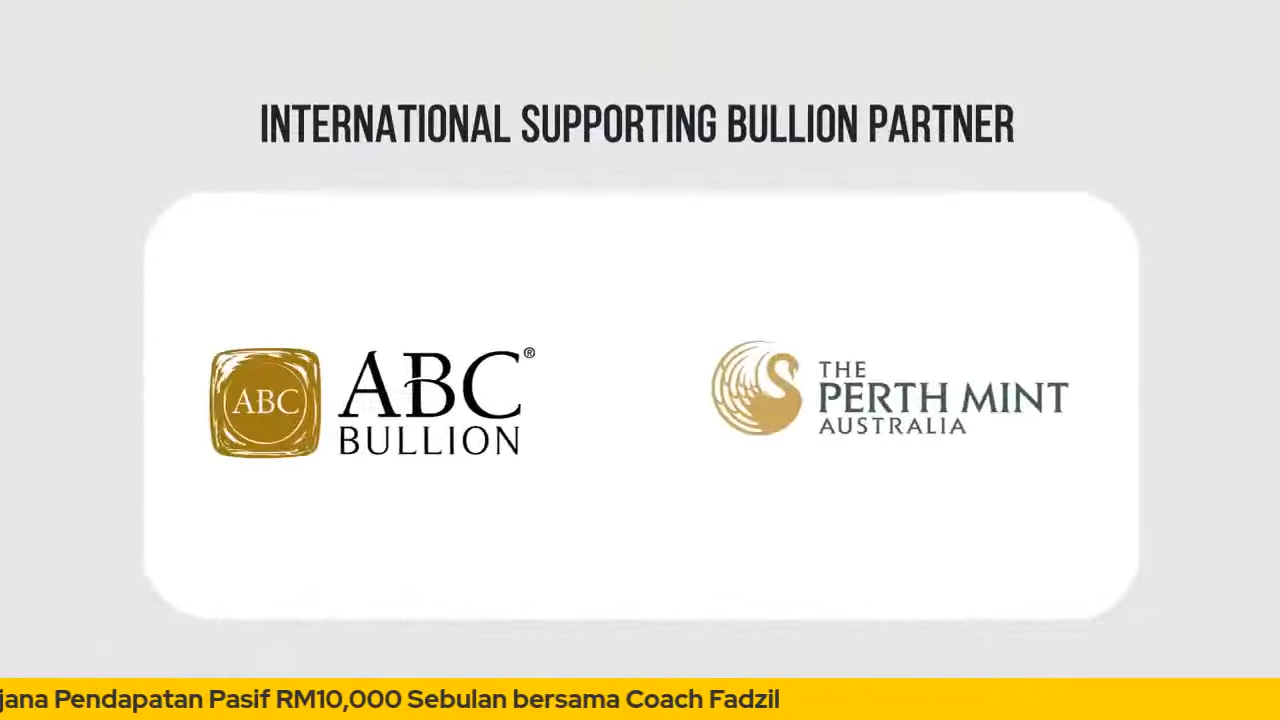 INTERNATIONAL SUPPORTING BULLION PARTNER
ABC
ABC®
BULLION
THE
PERTH MINT
AUSTRALIA
jana Pendapatan Pasif RM10,000 Sebulan bersama Coach Fadzil